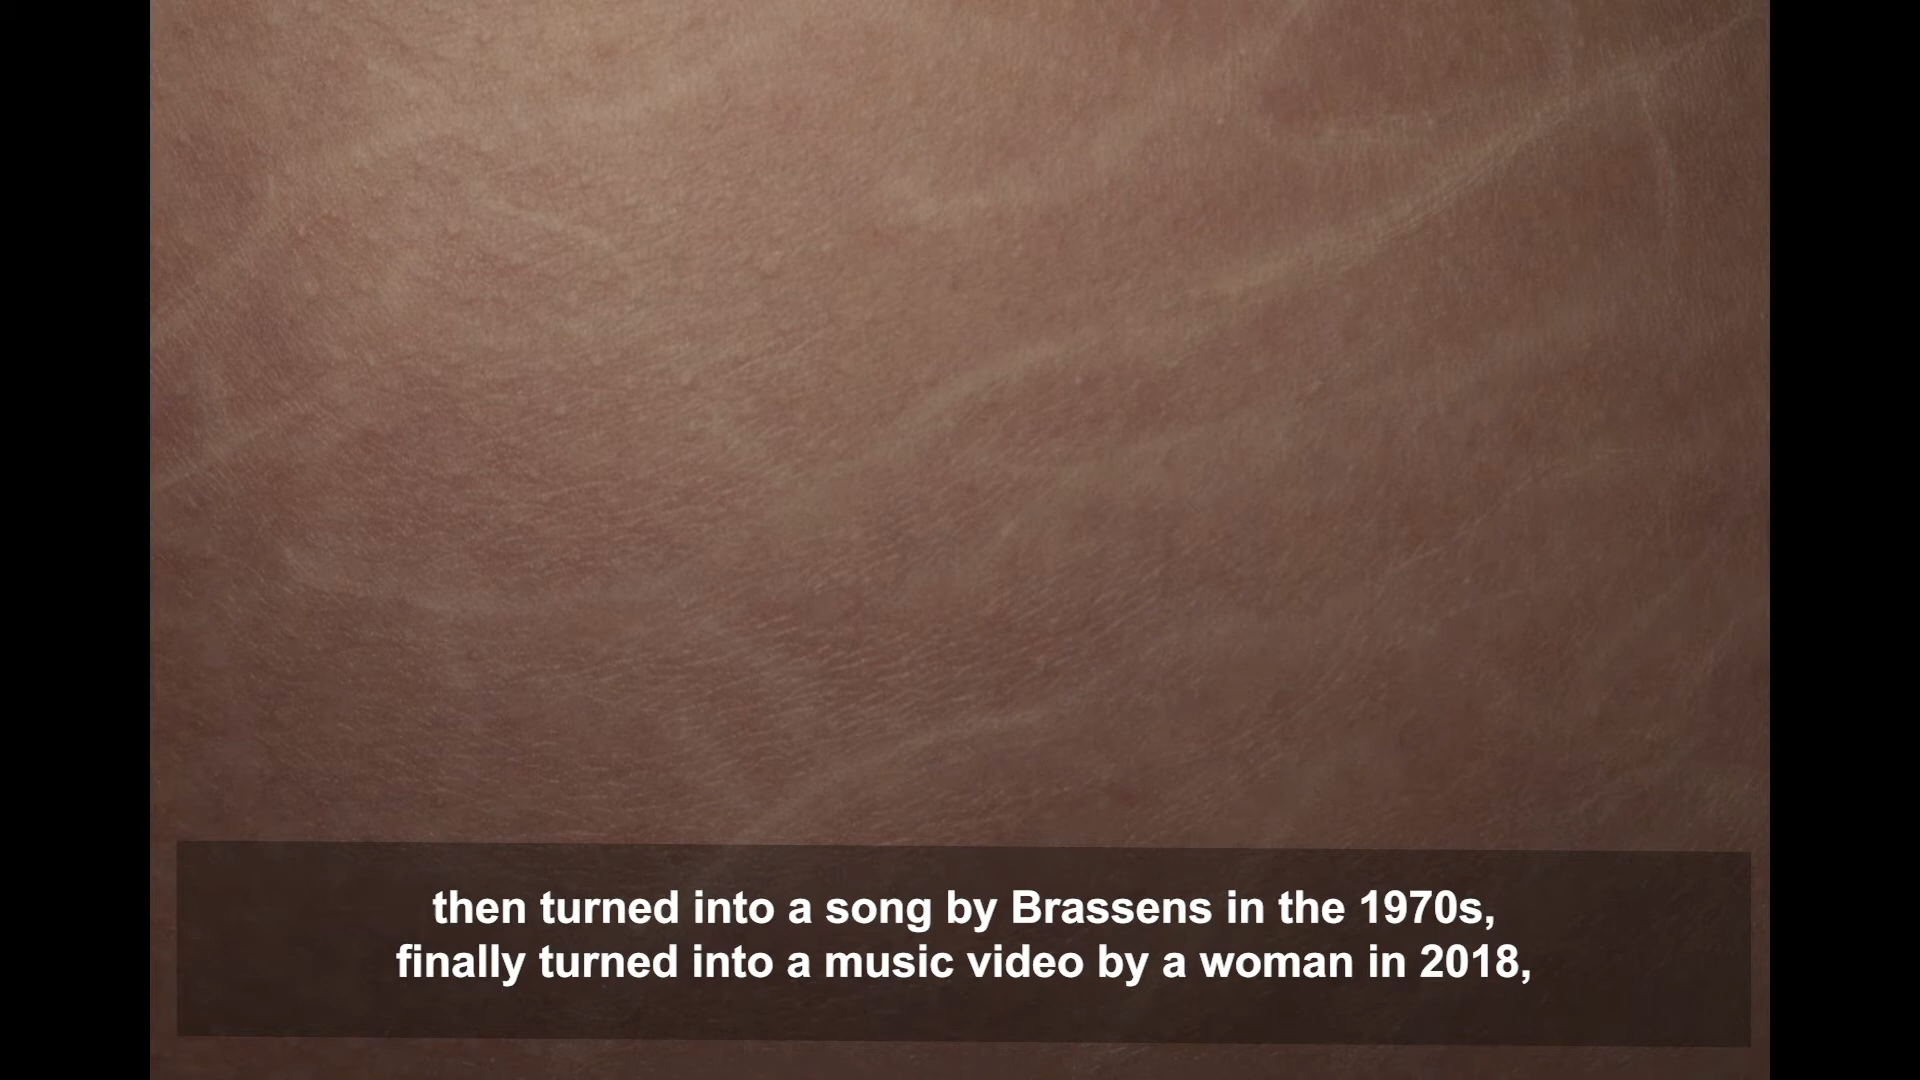 then turned into a song by Brassens in the 1970s,
finally turned into a music video by a woman in 2018,